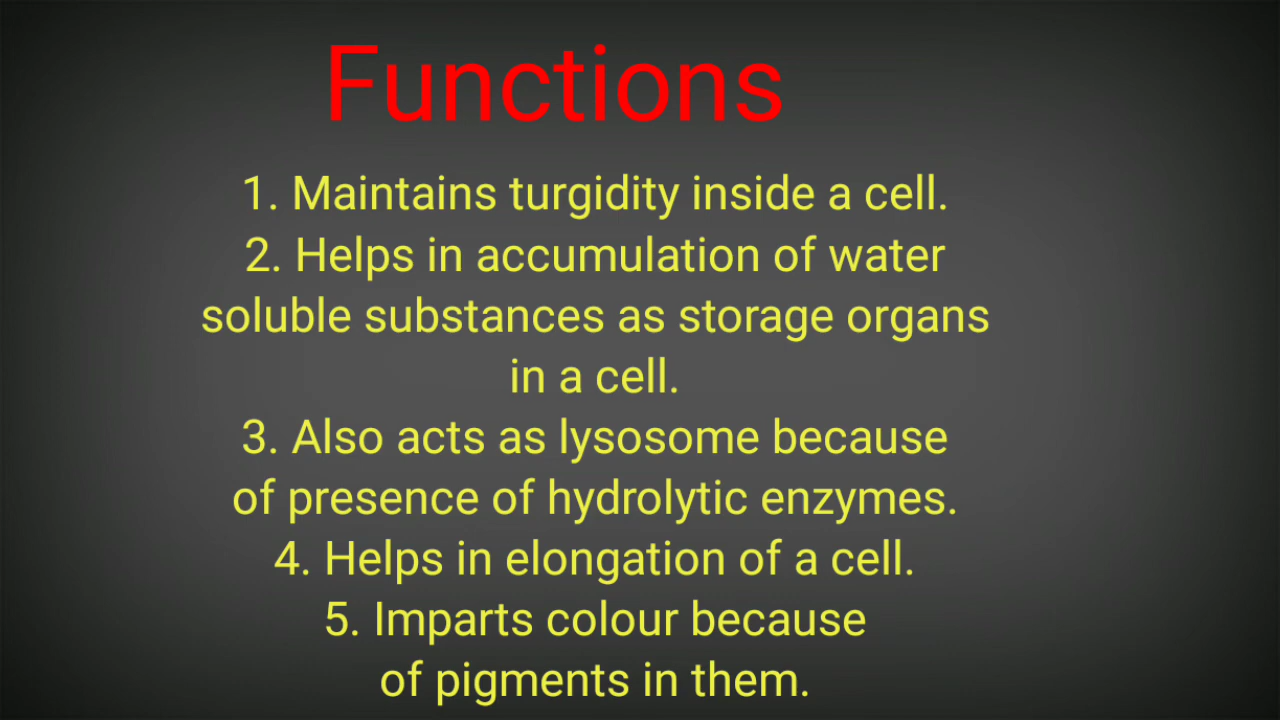 Functions
1. Maintains turgidity inside a cell.
2. Helps in accumulation of water
soluble substances as storage organs
in a cell.
3. Also acts as lysosome because
of presence of hydrolytic enzymes.
4. Helps in elongation of a cell.
5. Imparts colour because
of pigments in them.